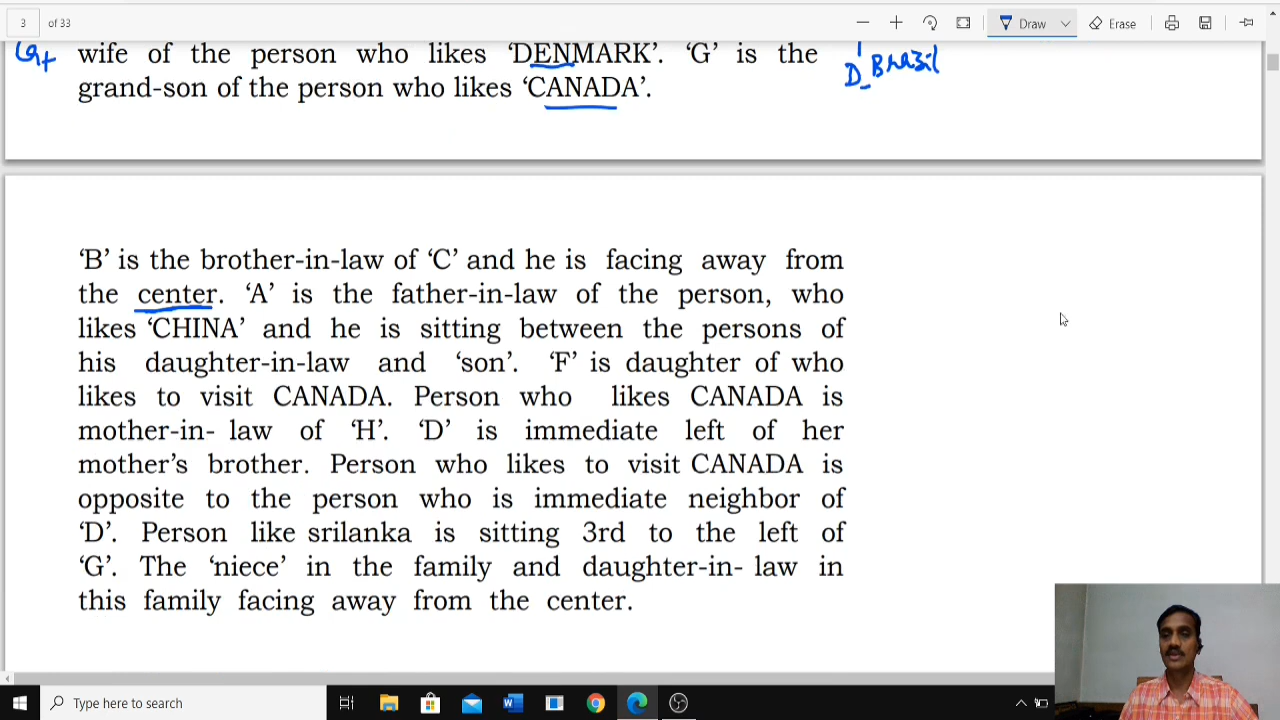 3 of 33
Draw
Erase
G+
wife of the person who likes ‘DENMARK’. ‘G’ is the
D Brazil
grand-son of the person who likes ‘CANADA’.
‘B’ is the brother-in-law of ‘C’ and he is facing away from
the center. ‘A’ is the father-in-law of the person, who
likes ‘CHINA’ and he is sitting between the persons of
his daughter-in-law and ‘son’. ‘F’ is daughter of who
likes to visit CANADA. Person who likes CANADA is
mother-in- law of ‘H’. ‘D’ is immediate left of her
mother’s brother. Person who likes to visit CANADA is
opposite to the person who is immediate neighbor of
‘D’. Person like srilanka is sitting 3rd to the left of
‘G’. The ‘niece’ in the family and daughter-in- law in
this family facing away from the center.
Type here to search